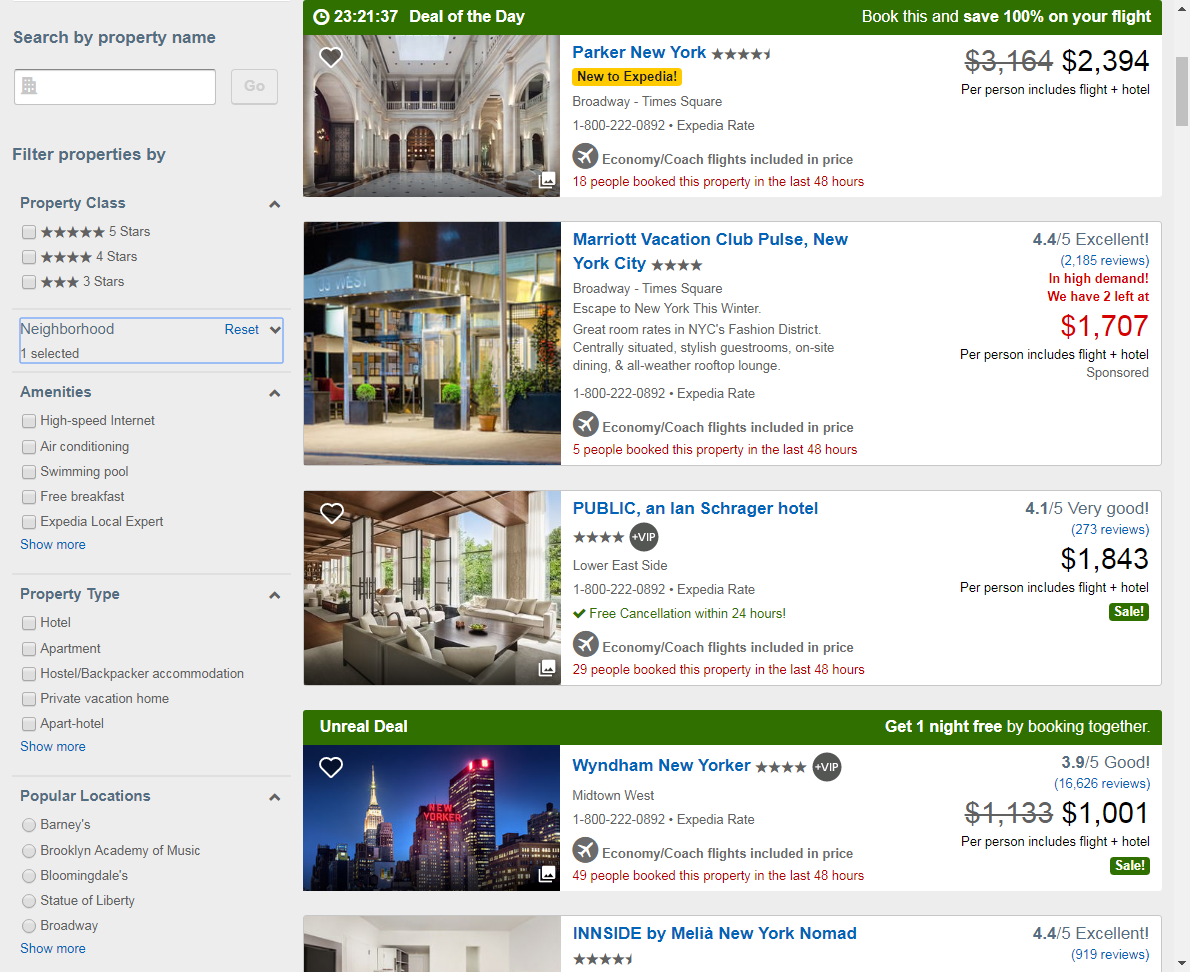 Search by property name
Go
Filter properties by
Property Class
5 Stars
4 Stars
3 Stars
Neighborhood Reset
1 selected
Amenities
High-speed Internet
Air conditioning
Swimming pool
Free breakfast
Expedia Local Expert
Show more
Property Type
Hotel
Apartment
Hostel/Backpacker accommodation
Private vacation home
Apart-hotel
Show more
Popular Locations
Barney's
Brooklyn Academy of Music
Bloomingdale's
Statue of Liberty
Broadway
Show more
23:21:37 Deal of the Day Book this and save 100% on your flight
Parker New York
New to Expedia!
Broadway - Times Square
1-800-222-0892 • Expedia Rate
Economy/Coach flights included in price
18 people booked this property in the last 48 hours
$3,164 $2,394
Per person includes flight + hotel
Marriott Vacation Club Pulse, New
York City
Broadway - Times Square
Escape to New York This Winter.
Great room rates in NYC's Fashion District.
Centrally situated, stylish guestrooms, on-site
dining, & all-weather rooftop lounge.
1-800-222-0892 • Expedia Rate
Economy/Coach flights included in price
5 people booked this property in the last 48 hours
4.4/5 Excellent!
(2,185 reviews)
In high demand!
We have 2 left at
$1,707
Per person includes flight + hotel
Sponsored
PUBLIC, an Ian Schrager hotel
+VIP
Lower East Side
1-800-222-0892 • Expedia Rate
Free Cancellation within 24 hours!
Economy/Coach flights included in price
29 people booked this property in the last 48 hours
4.1/5 Very good!
(273 reviews)
$1,843
Per person includes flight + hotel
Sale!
Unreal Deal Get 1 night free by booking together.
NEW
YORKER
Wyndham New Yorker +VIP
Midtown West
1-800-222-0892 • Expedia Rate
Economy/Coach flights included in price
49 people booked this property in the last 48 hours
3.9/5 Good!
(16,626 reviews)
$1,133 $1,001
Per person includes flight + hotel
Sale!
INNSIDE by Melià New York Nomad
4.4/5 Excellent!
(919 reviews)